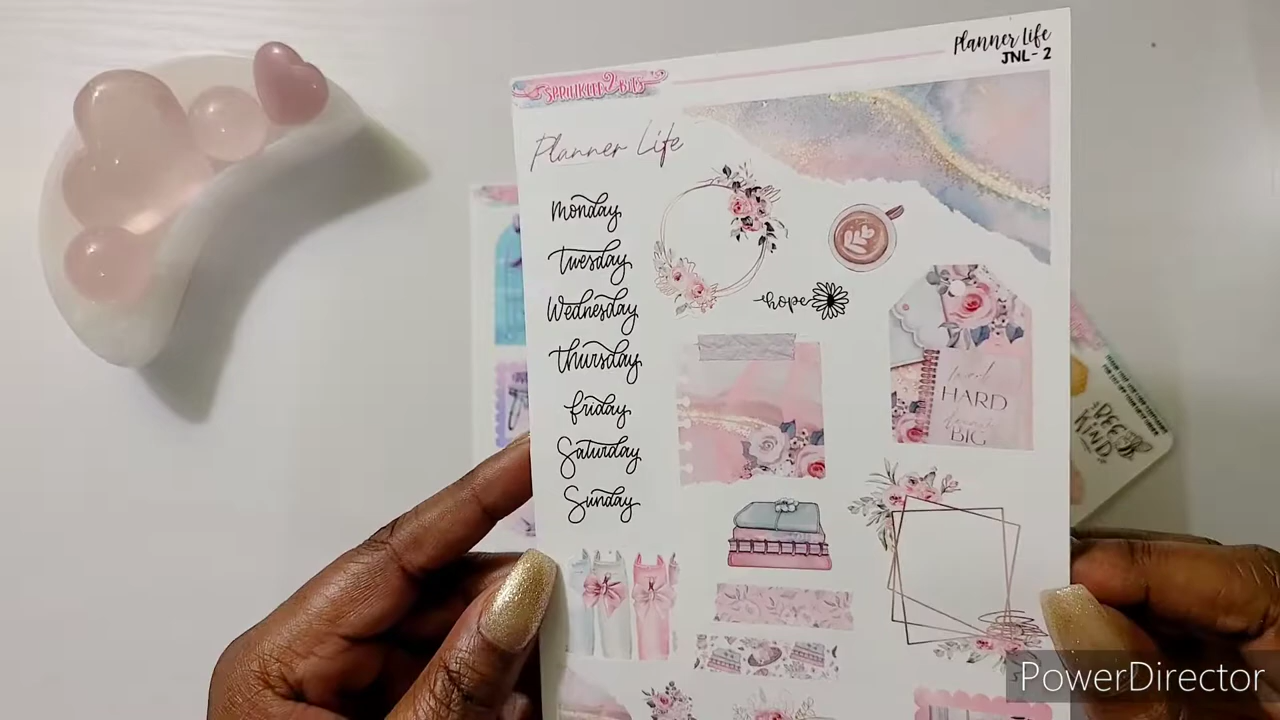 Planner Life
JNL-2
SPRINKLED BITS
Planner Life
Monday
Tuesday
Wednesday
Thursday
Friday
Saturday
Sunday
hope
HARD
BIG
BEE
KIND
PowerDirector